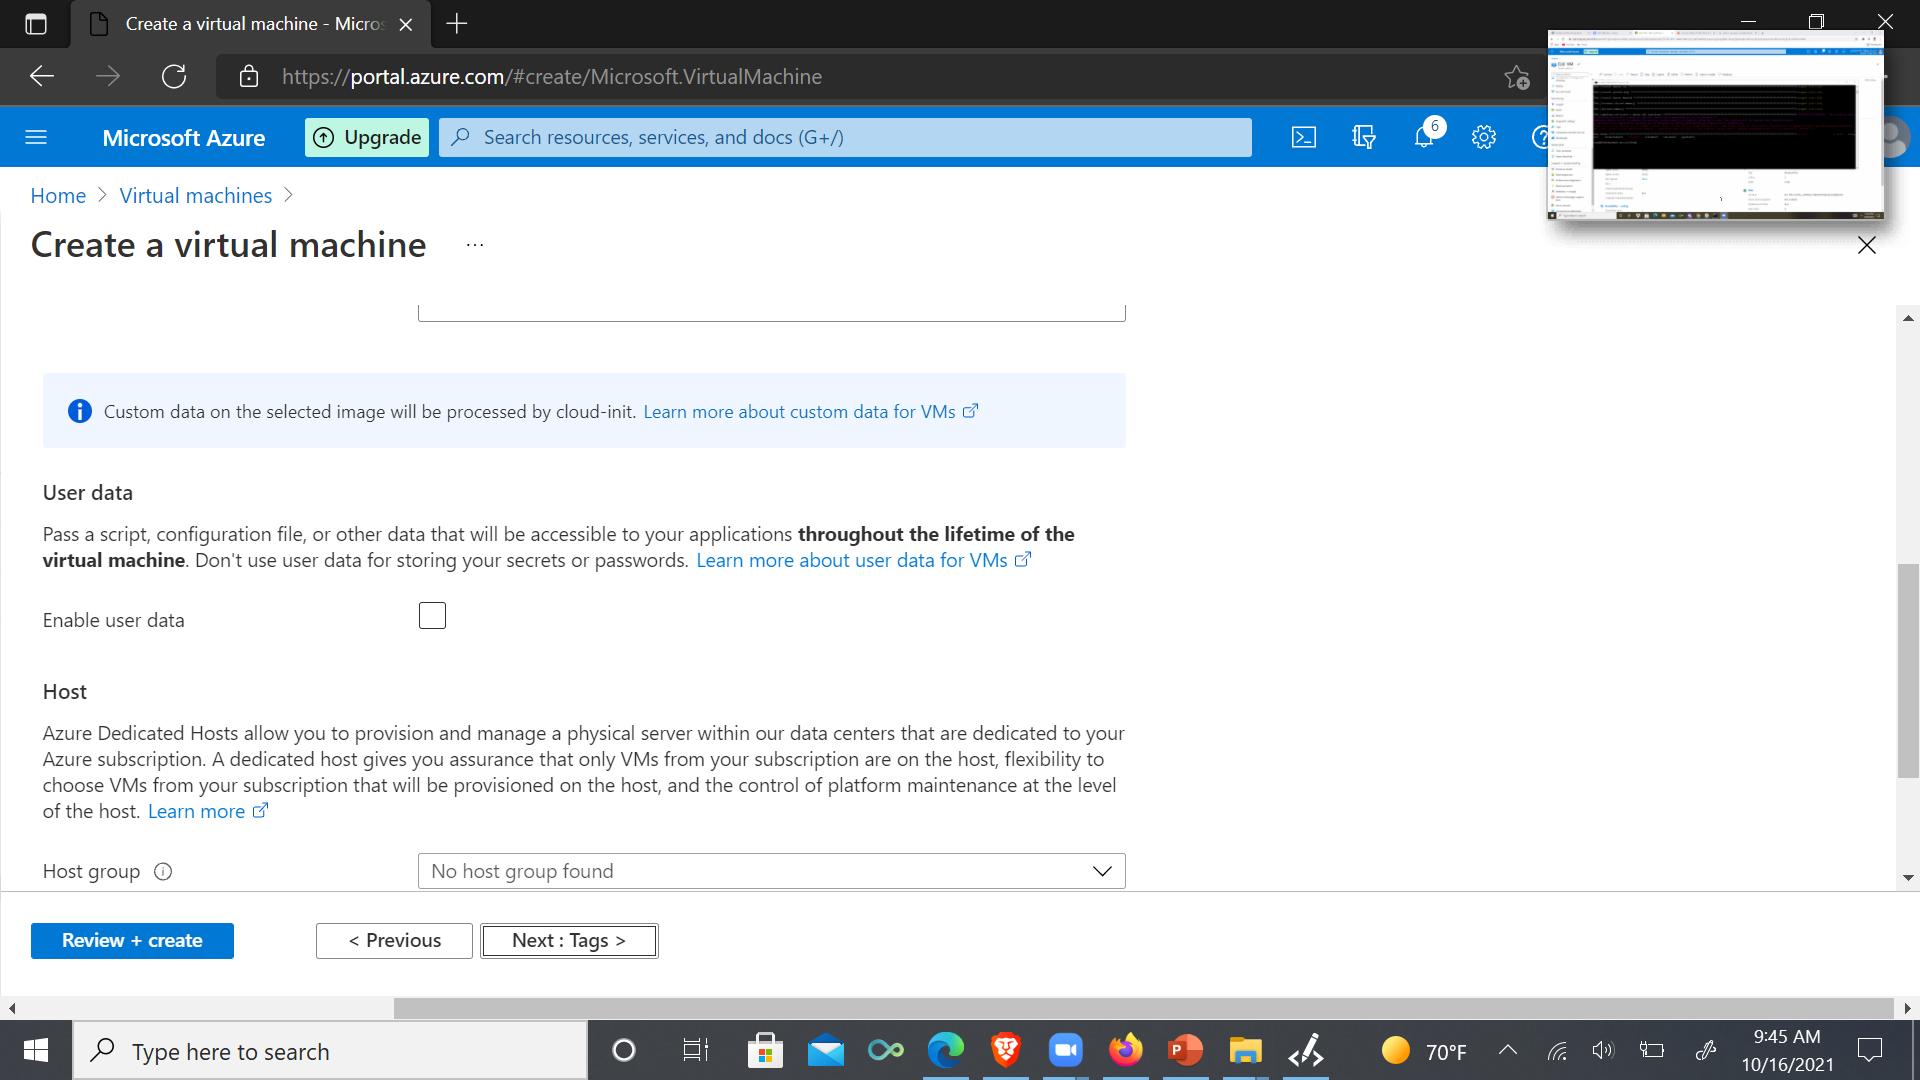 Create a virtual machine - Micros
https://portal.azure.com/#create/Microsoft.VirtualMachine
Microsoft Azure
Upgrade
Search resources, services, and docs (G+/)
6
Home > Virtual machines >
Create a virtual machine ...
Custom data on the selected image will be processed by cloud-init. Learn more about custom data for VMs
User data
Pass a script, configuration file, or other data that will be accessible to your applications throughout the lifetime of the
virtual machine. Don't use user data for storing your secrets or passwords. Learn more about user data for VMs
Enable user data
Host
Azure Dedicated Hosts allow you to provision and manage a physical server within our data centers that are dedicated to your
Azure subscription. A dedicated host gives you assurance that only VMs from your subscription are on the host, flexibility to
choose VMs from your subscription that will be provisioned on the host, and the control of platform maintenance at the level
of the host. Learn more
Host group
No host group found
Review + create
< Previous
Next : Tags >
Type here to search
70°F
9:45 AM
10/16/2021